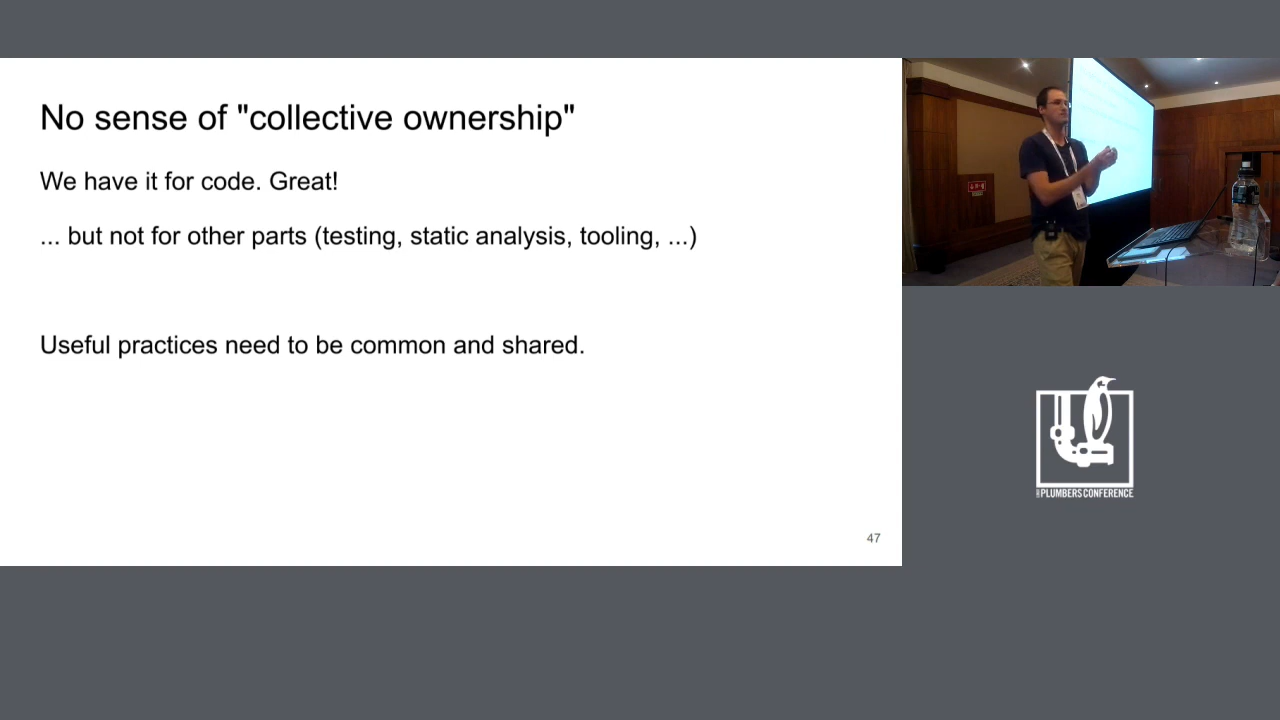 No sense of "collective ownership"
We have it for code. Great!
... but not for other parts (testing, static analysis, tooling, ...)
Useful practices need to be common and shared.
47
PLUMBERS CONFERENCE